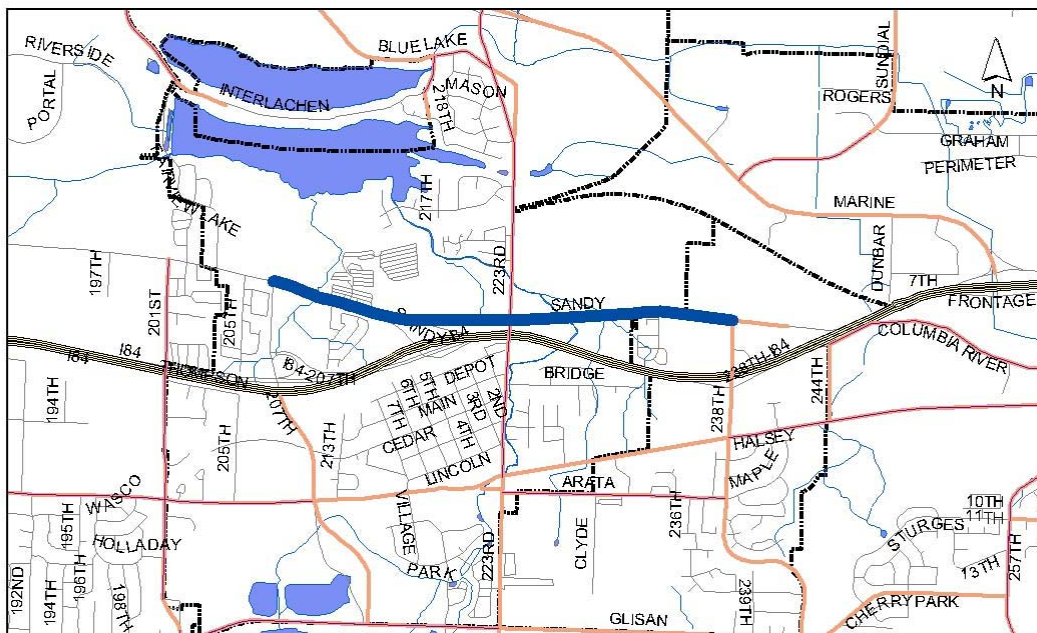 BLUE LAKE
RIVERSIDE
SUNDIAL
PORTAL
INTERLACHEN
MASON
218TH
ROGERS
N
GRAHAM
PERIMETER
LAKE
217TH
MARINE
223RD
DUNBAR
197TH
201ST
205TH
SANDY
7TH
FRONTAGE
I84
I84
I84-207TH
238TH-I84
COLUMBIA RIVER
194TH
207TH
205TH
213TH
DEPOT
5TH
6TH
MAIN
7TH
3RD
2ND
4TH
CEDAR
LINCOLN
BRIDGE
238TH
244TH
HALSEY
MAPLE
ARATA
WASCO
195TH
HOLLADAY
196TH
194TH
192ND
198TH
VILLAGE
PARK
223RD
CLYDE
236TH
239TH
STURGES
10TH
11TH
13TH
257TH
CHERRY PARK
GLISAN